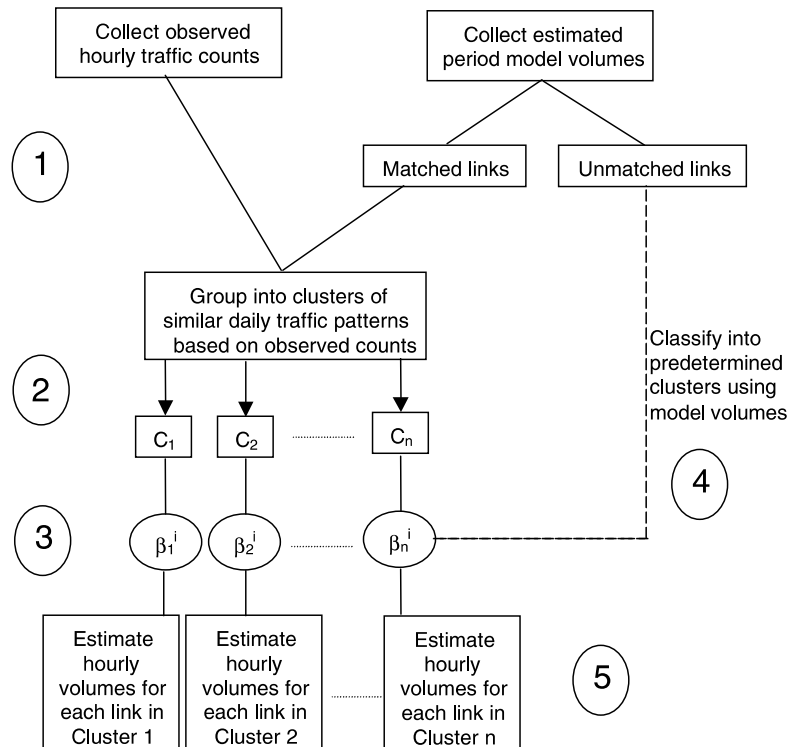 Collect observed
hourly traffic counts
Collect estimated
period model volumes
1
Matched links
Unmatched links
Group into clusters of
similar daily traffic patterns
based on observed counts
Classify into
predetermined
clusters using
model volumes
2
C₁
C₂
Cₙ
4
3
β₁ⁱ
β₂ⁱ
βₙⁱ
Estimate
hourly
volumes for
each link in
Cluster 1
Estimate
hourly
volumes for
each link in
Cluster 2
Estimate
hourly
volumes for
each link in
Cluster n
5